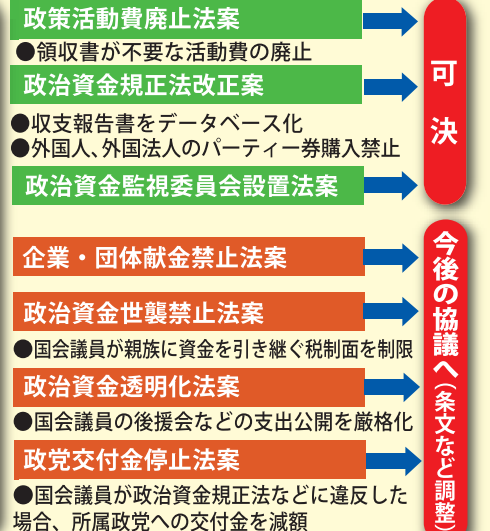 政策活動費廃止法案
●領収書が不要な活動費の廃止
政治資金規正法改正案
●収支報告書をデータベース化
●外国人、外国法人のパーティー券購入禁止
政治資金監視委員会設置法案
可決
企業・団体献金禁止法案
政治資金世襲禁止法案
●国会議員が親族に資金を引き継ぐ税制面を制限
政治資金透明化法案
●国会議員の後援会などの支出公開を厳格化
政党交付金停止法案
●国会議員が政治資金規正法などに違反した
場合、所属政党への交付金を減額
今後の協議へ（条文など調整）